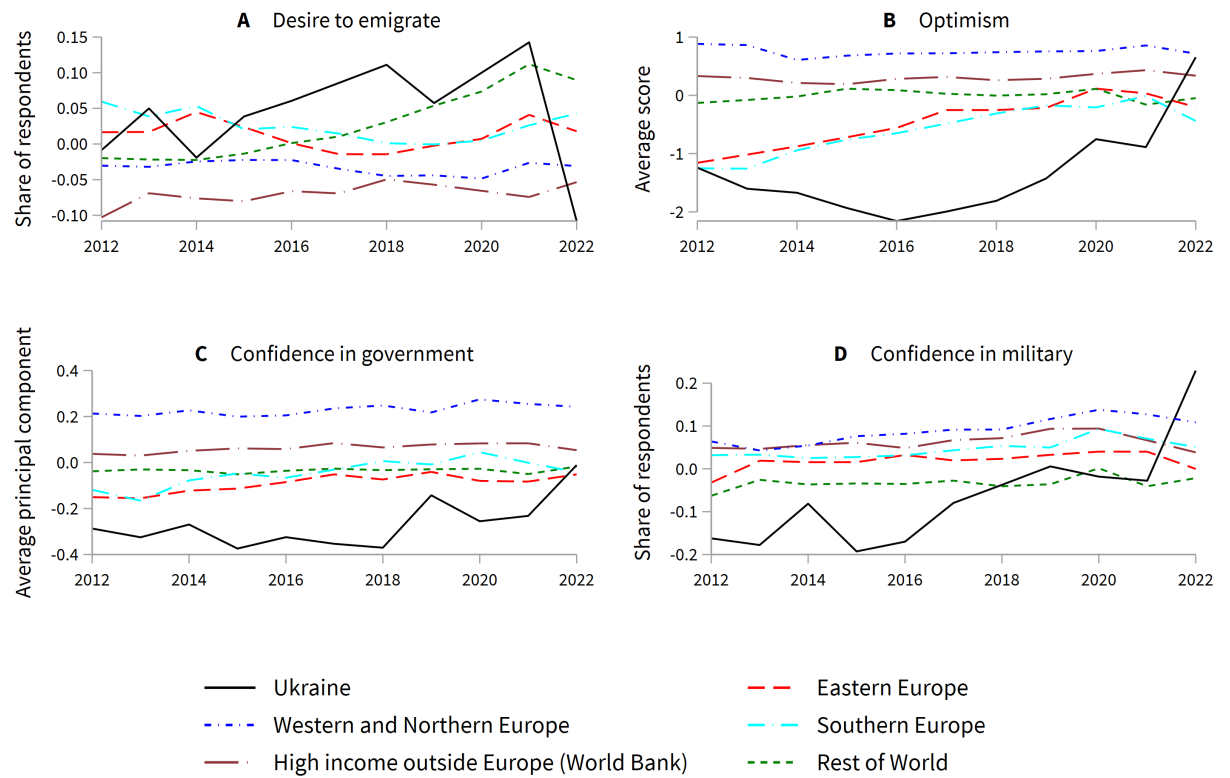 A Desire to emigrate
Share of respondents
0.15
0.10
0.05
0.00
-0.05
-0.10
2012 2014 2016 2018 2020 2022
B Optimism
Average score
1
0
-1
-2
2012 2014 2016 2018 2020 2022
C Confidence in government
Average principal component
0.4
0.2
0.0
-0.2
-0.4
2012 2014 2016 2018 2020 2022
D Confidence in military
Share of respondents
0.2
0.1
0.0
-0.1
-0.2
2012 2014 2016 2018 2020 2022
Ukraine
Eastern Europe
Western and Northern Europe
Southern Europe
High income outside Europe (World Bank)
Rest of World